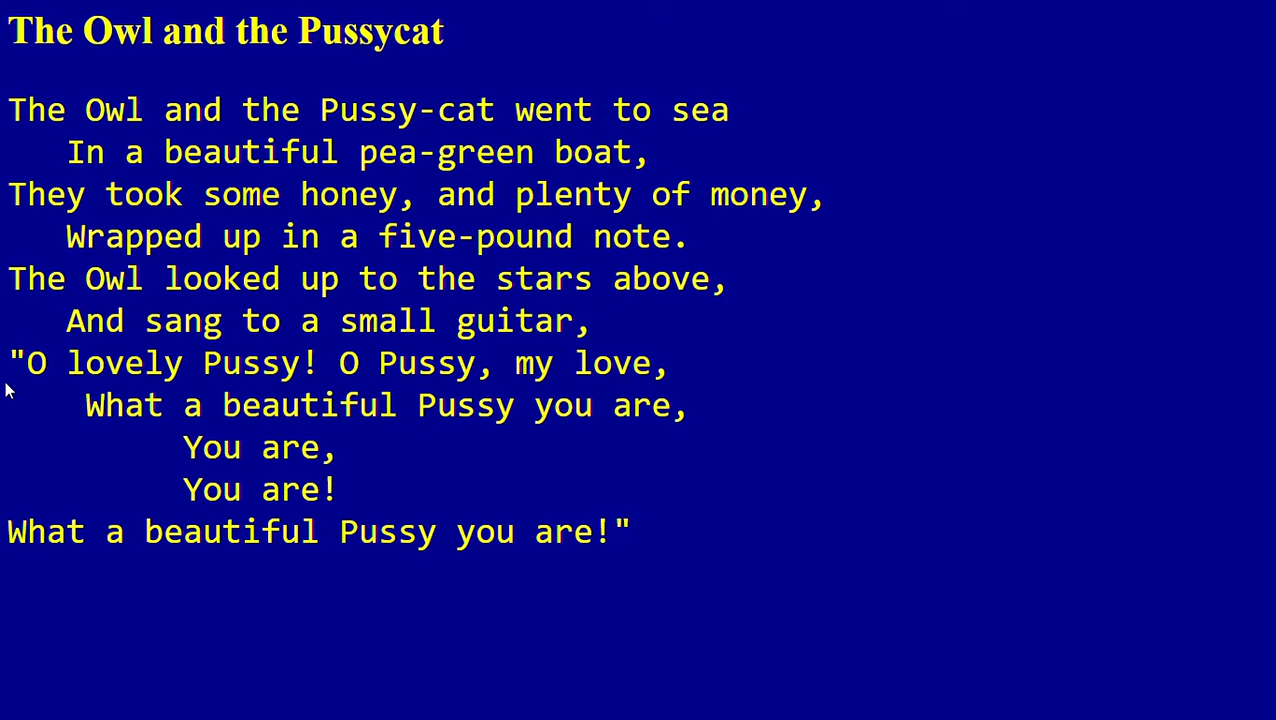 The Owl and the Pussycat
The Owl and the Pussy-cat went to sea
In a beautiful pea-green boat,
They took some honey, and plenty of money,
Wrapped up in a five-pound note.
The Owl looked up to the stars above,
And sang to a small guitar,
"O lovely Pussy! O Pussy, my love,
What a beautiful Pussy you are,
You are,
You are!
What a beautiful Pussy you are!"